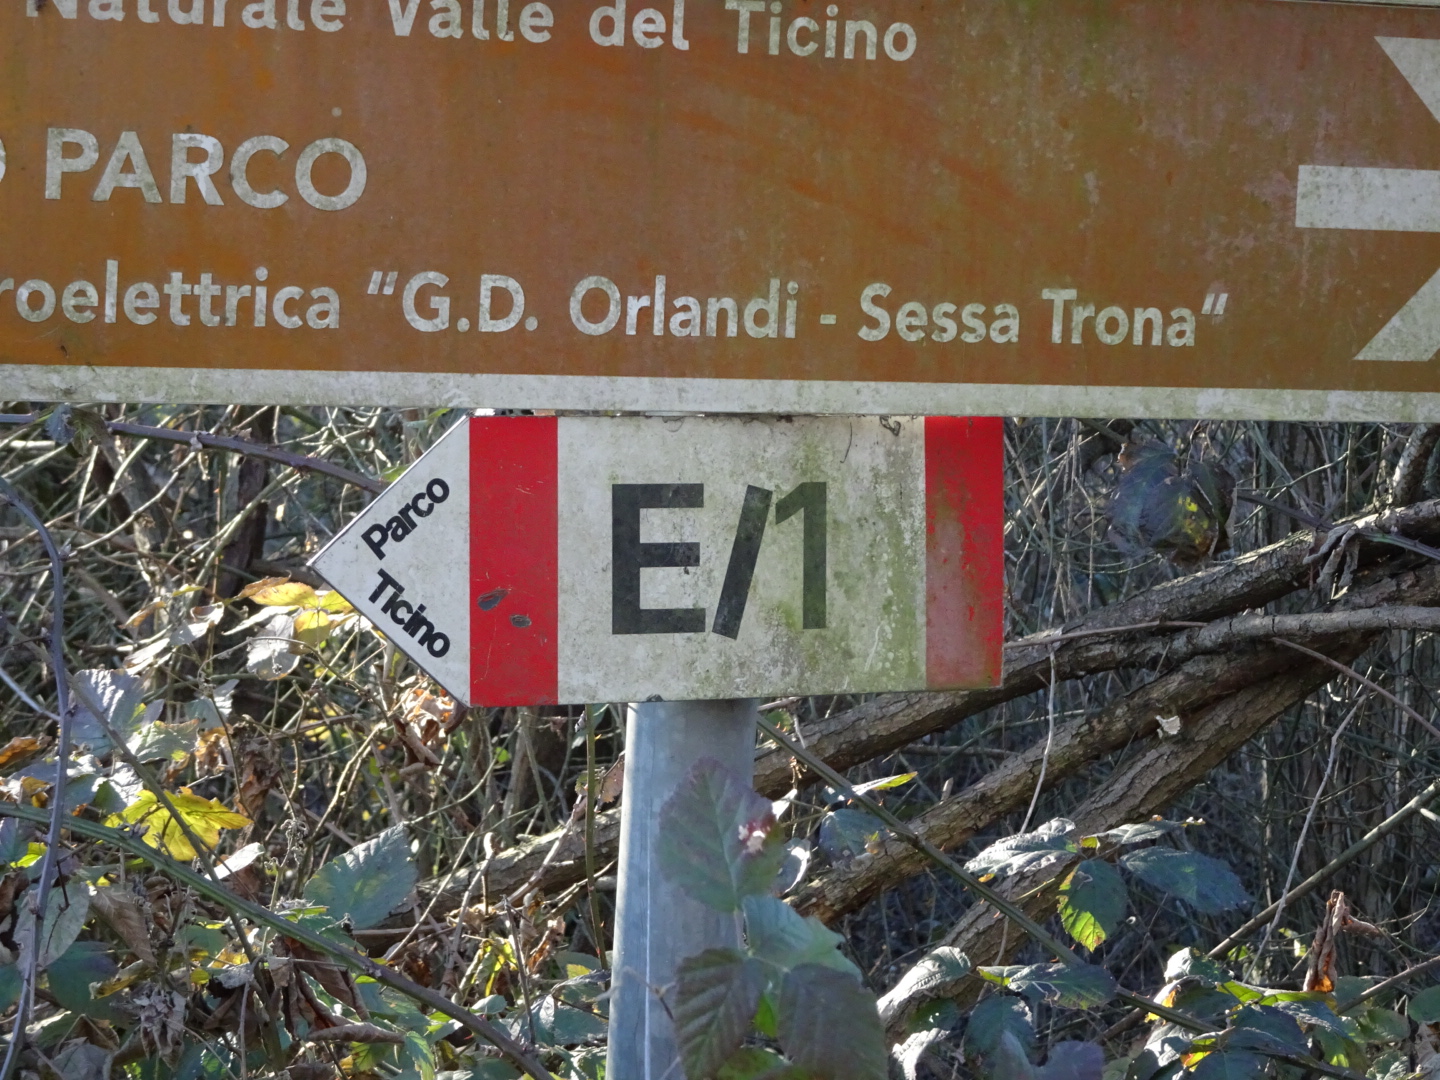 Naturale Valle del Ticino
PARCO
roelettrica "G.D. Orlandi - Sessa Trona"
Parco
Ticino
E/1